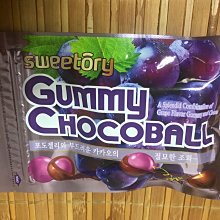 sweetory
A Splendid Combination of
Grape Flavor Gummy and
GUMMY
CHOCOBALL
포도젤리와 부드러운 카카오의
절묘한 조화